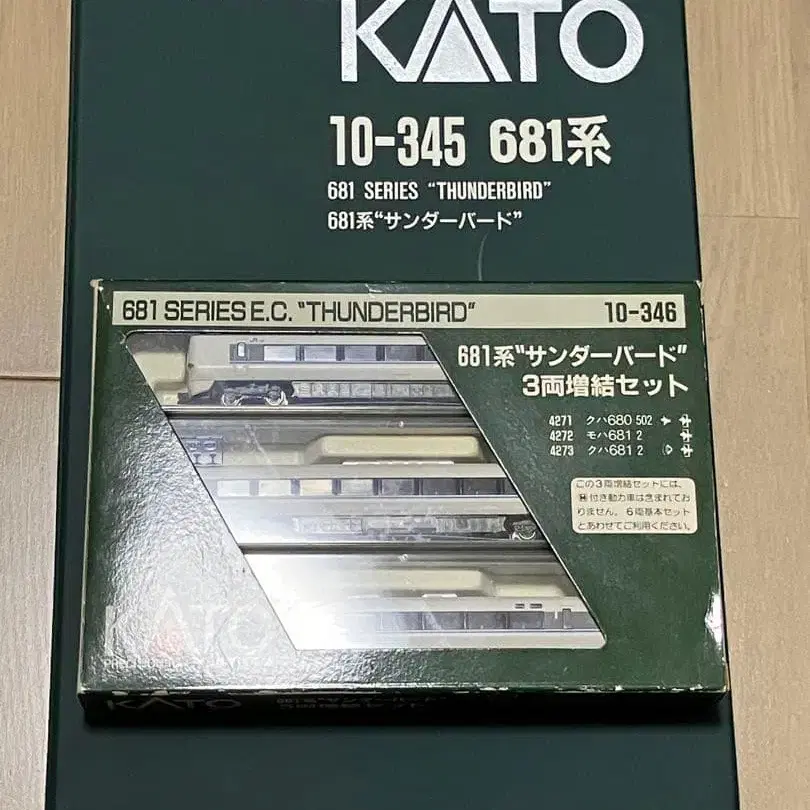 KATO
10-345 681系
681 SERIES "THUNDERBIRD"
681系"サンダーバード"
681 SERIES E.C. "THUNDERBIRD"
10-346
681系"サンダーバード"
3両増結セット
4271 クハ680 502
4272 モハ681 2
4273 クハ681 2
この3両増結セットには、
M付き動力車は含まれてお
りません。6両基本セット
とあわせてご利用ください。
KATO
KATO